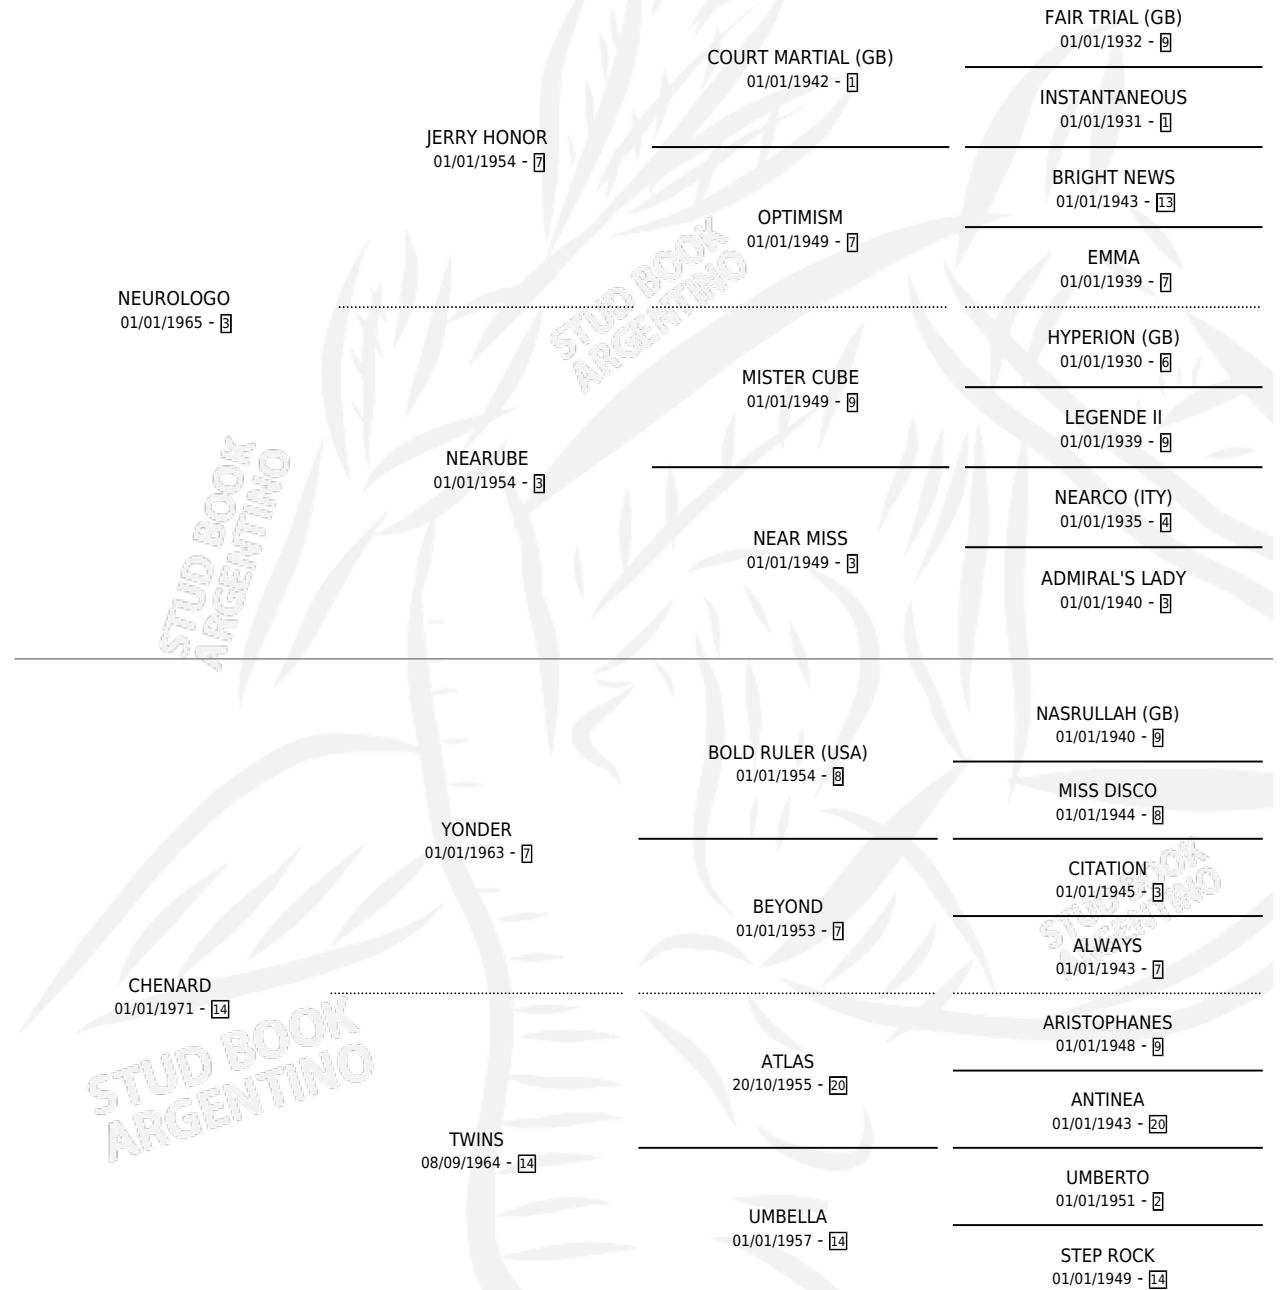 NEUROLOGO
01/01/1965 - 3
JERRY HONOR
01/01/1954 - 7
COURT MARTIAL (GB)
01/01/1942 - 1
FAIR TRIAL (GB)
01/01/1932 - 9
INSTANTANEOUS
01/01/1931 - 1
OPTIMISM
01/01/1949 - 7
BRIGHT NEWS
01/01/1943 - 13
EMMA
01/01/1939 - 7
NEARUBE
01/01/1954 - 3
MISTER CUBE
01/01/1949 - 9
HYPERION (GB)
01/01/1930 - 6
LEGENDE II
01/01/1939 - 9
NEAR MISS
01/01/1949 - 3
NEARCO (ITY)
01/01/1935 - 4
ADMIRAL'S LADY
01/01/1940 - 3
CHENARD
01/01/1971 - 14
YONDER
01/01/1963 - 7
BOLD RULER (USA)
01/01/1954 - 8
NASRULLAH (GB)
01/01/1940 - 9
MISS DISCO
01/01/1944 - 8
BEYOND
01/01/1953 - 7
CITATION
01/01/1945 - 3
ALWAYS
01/01/1943 - 7
TWINS
08/09/1964 - 14
ATLAS
20/10/1955 - 20
ARISTOPHANES
01/01/1948 - 9
ANTINEA
01/01/1943 - 20
UMBELLA
01/01/1957 - 14
UMBERTO
01/01/1951 - 2
STEP ROCK
01/01/1949 - 14
STUD BOOK
ARGENTINO
STUD BOOK
ARGENTINO
STUD BOOK
ARGENTINO
STUD BOOK
ARGENTINO